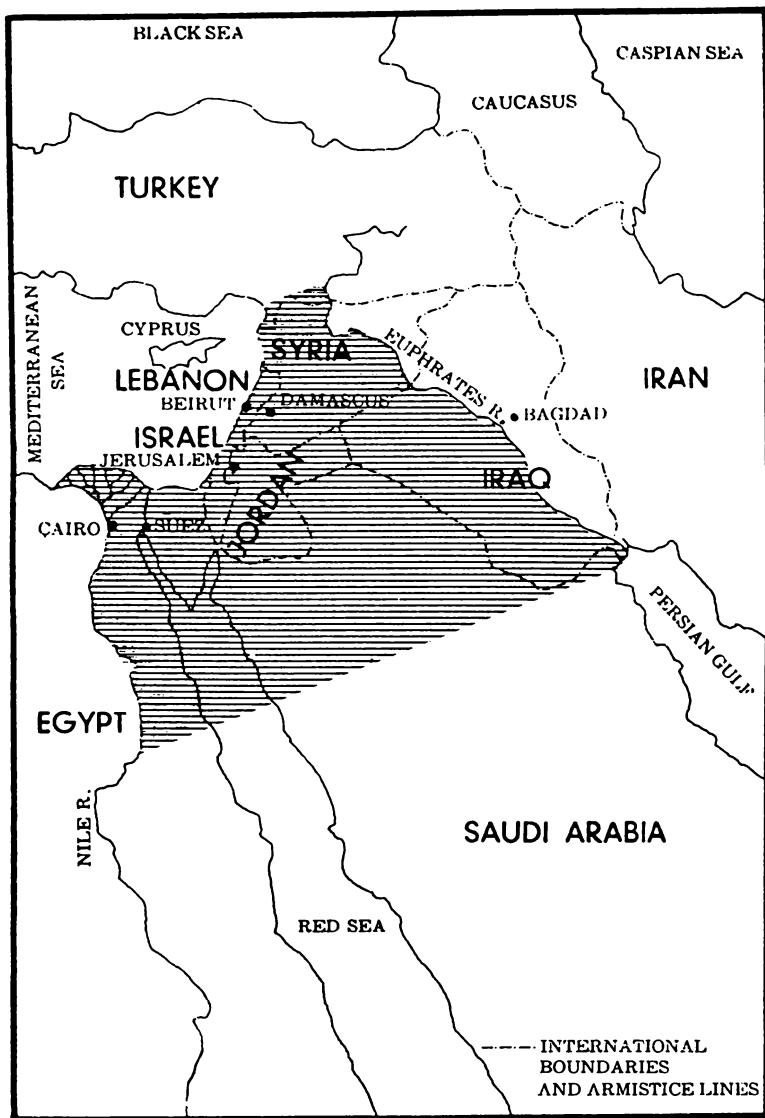 BLACK SEA
CASPIAN SEA
CAUCASUS
TURKEY
MEDITERRANEAN
SEA
CYPRUS
SYRIA
EUPHRATES R.
IRAN
LEBANON
BEIRUT
DAMASCUS
BAGDAD
ISRAEL
JERUSALEM
JORDAN
IRAQ
CAIRO
SUEZ
PERSIAN GULF
EGYPT
NILE R.
SAUDI ARABIA
RED SEA
INTERNATIONAL
BOUNDARIES
AND ARMISTICE LINES